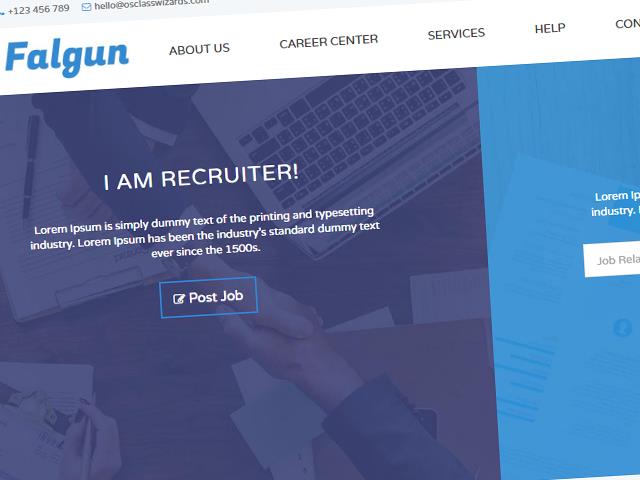 +123 456 789 hello@osclasswizards.com
Falgun
ABOUT US CAREER CENTER SERVICES HELP CON
I AM RECRUITER!
Lorem Ipsum is simply dummy text of the printing and typesetting
industry. Lorem Ipsum has been the industry's standard dummy text
ever since the 1500s.
Post Job
Lorem Ip
industry.
Job Rela